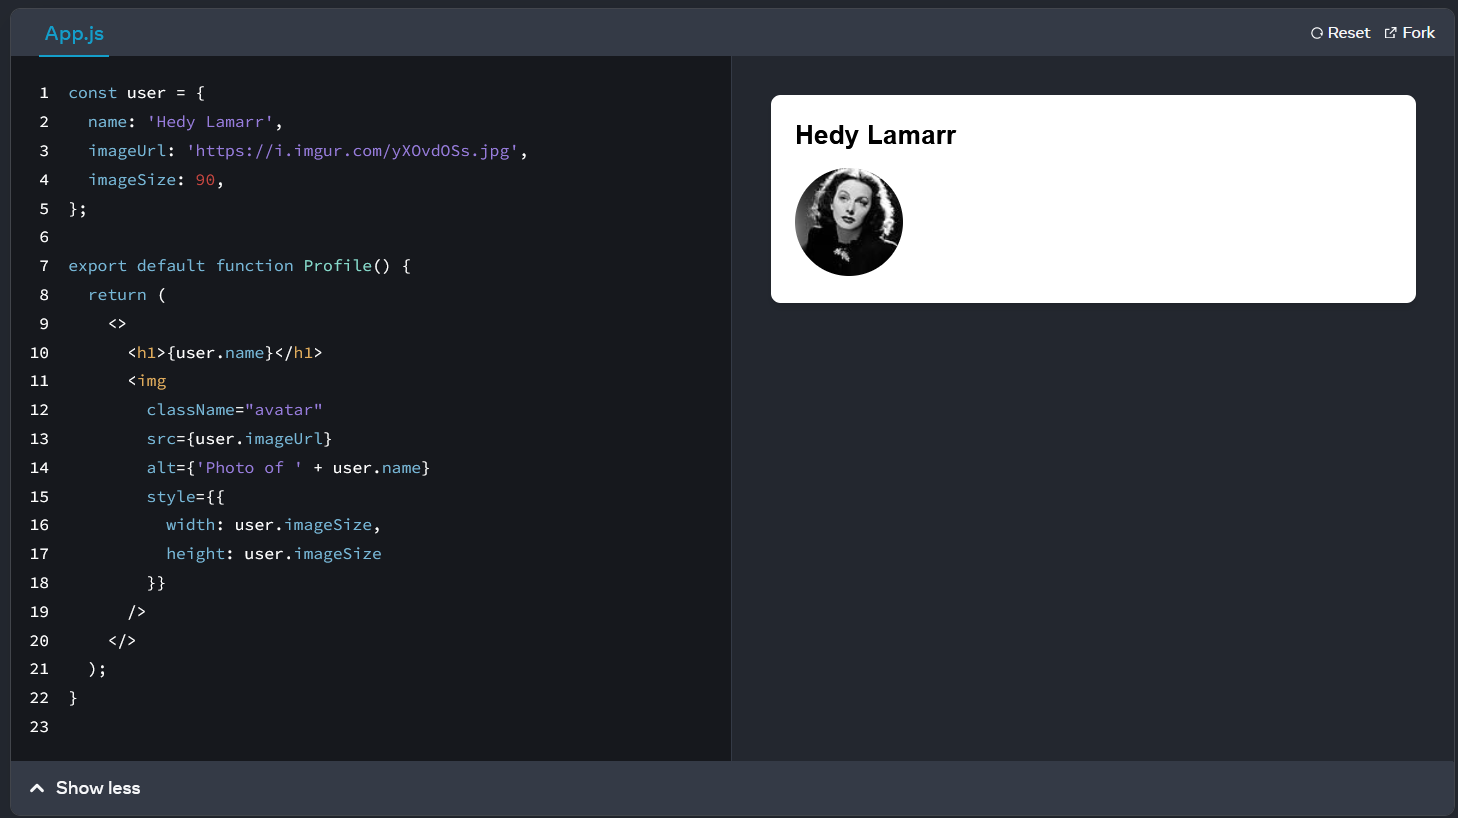 App.js
Reset Fork
1 const user = {
2   name: 'Hedy Lamarr',
3   imageUrl: 'https://i.imgur.com/yXOvdOSs.jpg',
4   imageSize: 90,
5 };
6
7 export default function Profile() {
8   return (
9     <>
10       <h1>{user.name}</h1>
11       <img
12         className="avatar"
13         src={user.imageUrl}
14         alt={'Photo of ' + user.name}
15         style={{
16           width: user.imageSize,
17           height: user.imageSize
18         }}
19       />
20     </>
21   );
22 }
23
Hedy Lamarr
Show less